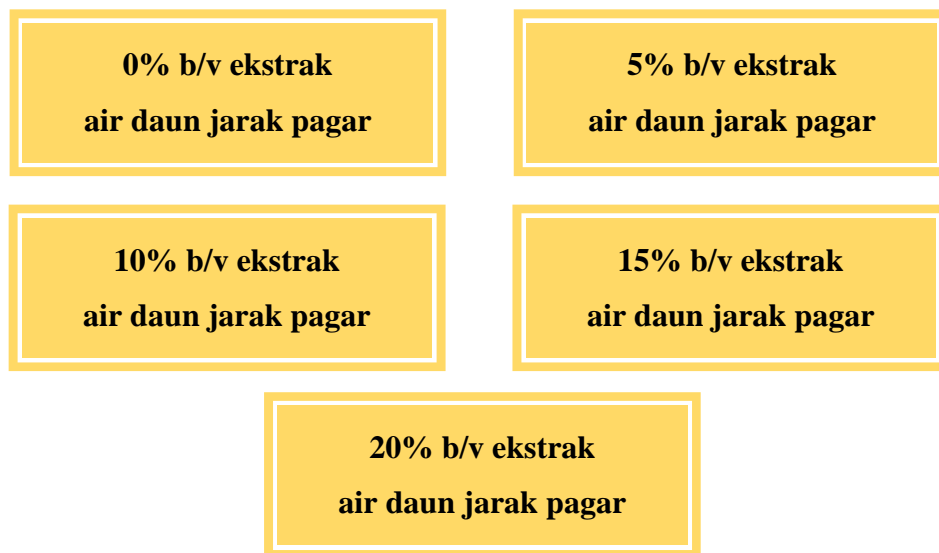 0% b/v ekstrak
air daun jarak pagar
5% b/v ekstrak
air daun jarak pagar
10% b/v ekstrak
air daun jarak pagar
15% b/v ekstrak
air daun jarak pagar
20% b/v ekstrak
air daun jarak pagar